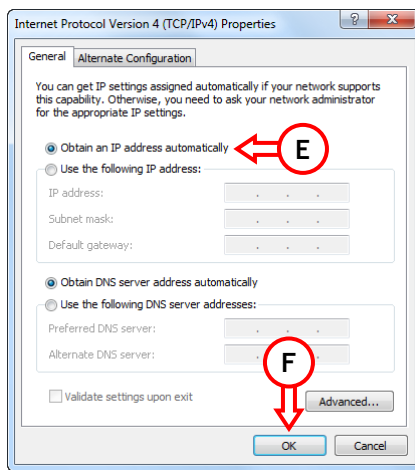 Internet Protocol Version 4 (TCP/IPv4) Properties
General Alternate Configuration
You can get IP settings assigned automatically if your network supports
this capability. Otherwise, you need to ask your network administrator
for the appropriate IP settings.
Obtain an IP address automatically E
Use the following IP address:
IP address: . . .
Subnet mask: . . .
Default gateway: . . .
Obtain DNS server address automatically
Use the following DNS server addresses:
Preferred DNS server: . . .
Alternate DNS server: . . .
F
Validate settings upon exit
Advanced...
OK Cancel